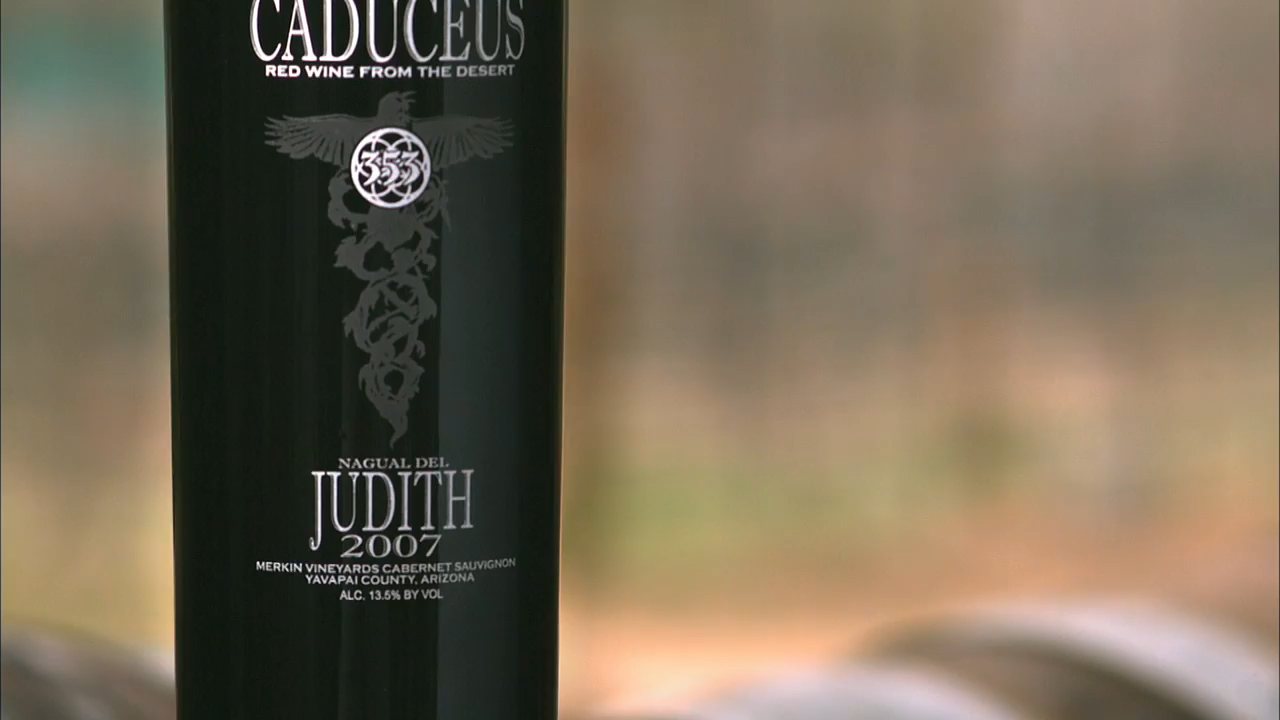 CADUCEUS
RED WINE FROM THE DESERT
353
NAGUAL DEL
JUDITH
2007
MERKIN VINEYARDS CABERNET SAUVIGNON
YAVAPAI COUNTY, ARIZONA
ALC. 13.5% BY VOL